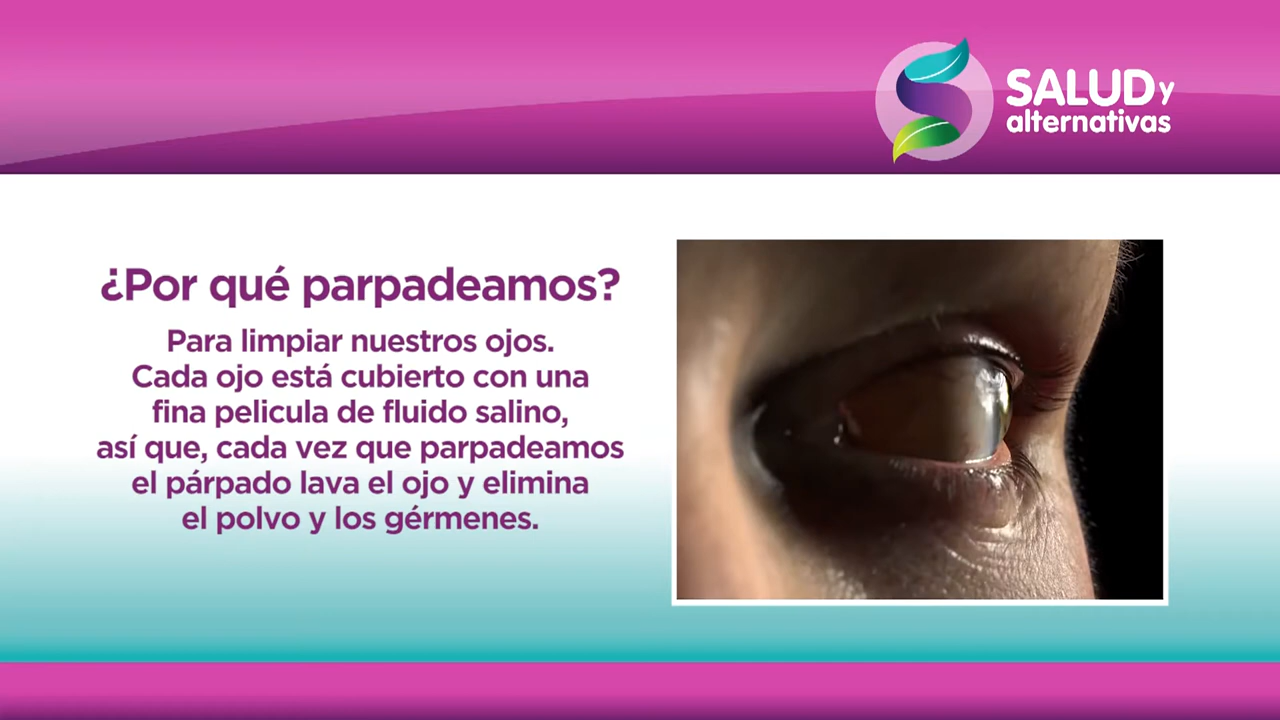 SALUD y
alternativas
¿Por qué parpadeamos?
Para limpiar nuestros ojos.
Cada ojo está cubierto con una
fina pelicula de fluido salino,
así que, cada vez que parpadeamos
el párpado lava el ojo y elimina
el polvo y los gérmenes.